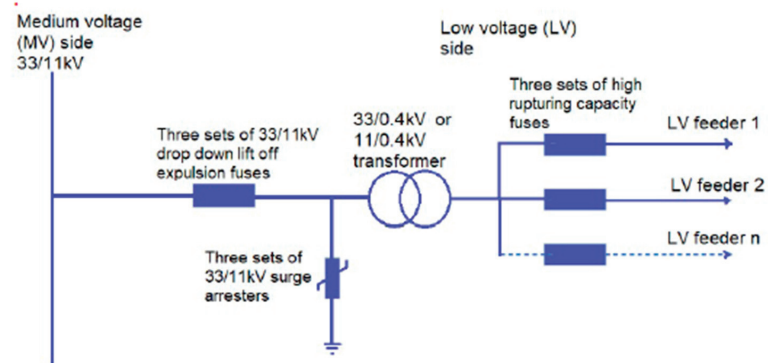 Medium voltage
(MV) side
33/11kV
Low voltage (LV)
side
Three sets of 33/11kV
drop down lift off
expulsion fuses
33/0.4kV or
11/0.4kV
transformer
Three sets of high
rupturing capacity
fuses
LV feeder 1
LV feeder 2
LV feeder n
Three sets of
33/11kV surge
arresters